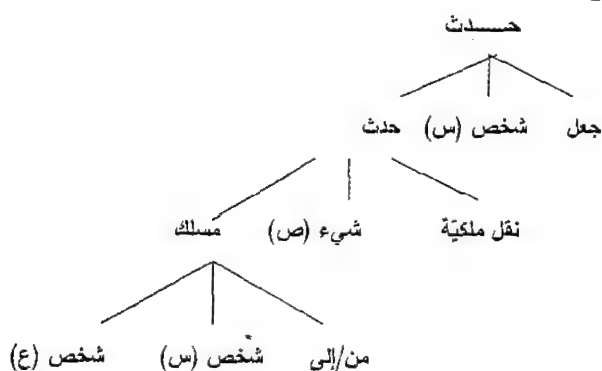 حـــدث
جعل شخص (س) حدث
نقل ملكيّة شيء (ص) مسلك
من/إلى شخص (س) شخص (ع)